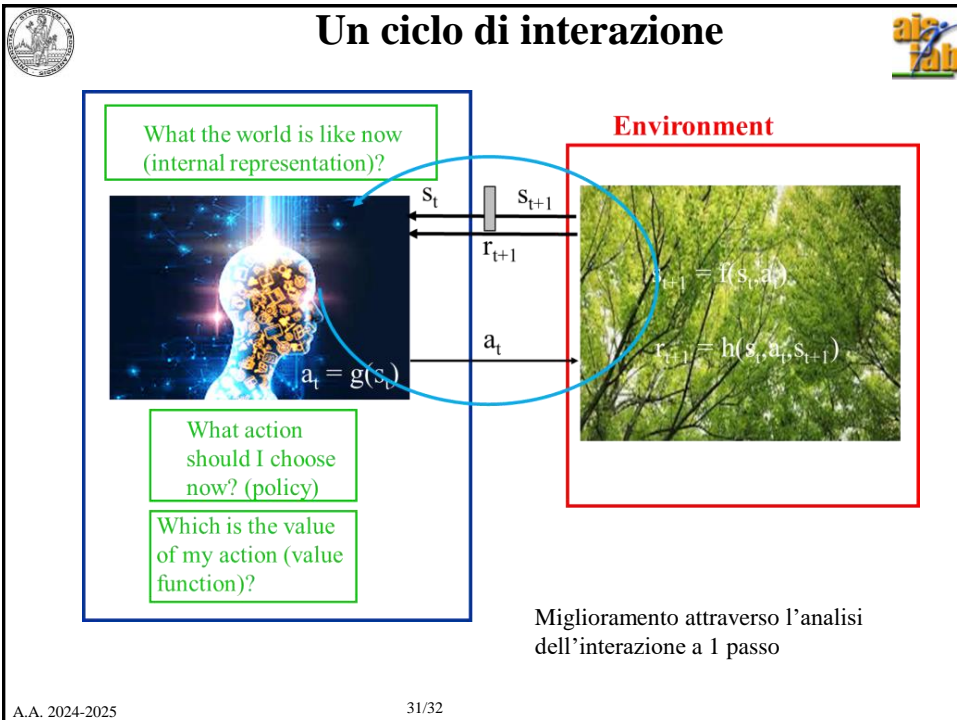 Un ciclo di interazione
ais
lab
What the world is like now
(internal representation)?
Environment
sₜ
sₜ₊₁
rₜ₊₁
sₜ₊₁ = f(sₜ,aₜ)
aₜ
rₜ₊₁ = h(sₜ,aₜ,sₜ₊₁)
aₜ = g(sₜ)
What action
should I choose
now? (policy)
Which is the value
of my action (value
function)?
Miglioramento attraverso l’analisi
dell’interazione a 1 passo
A.A. 2024-2025
31/32